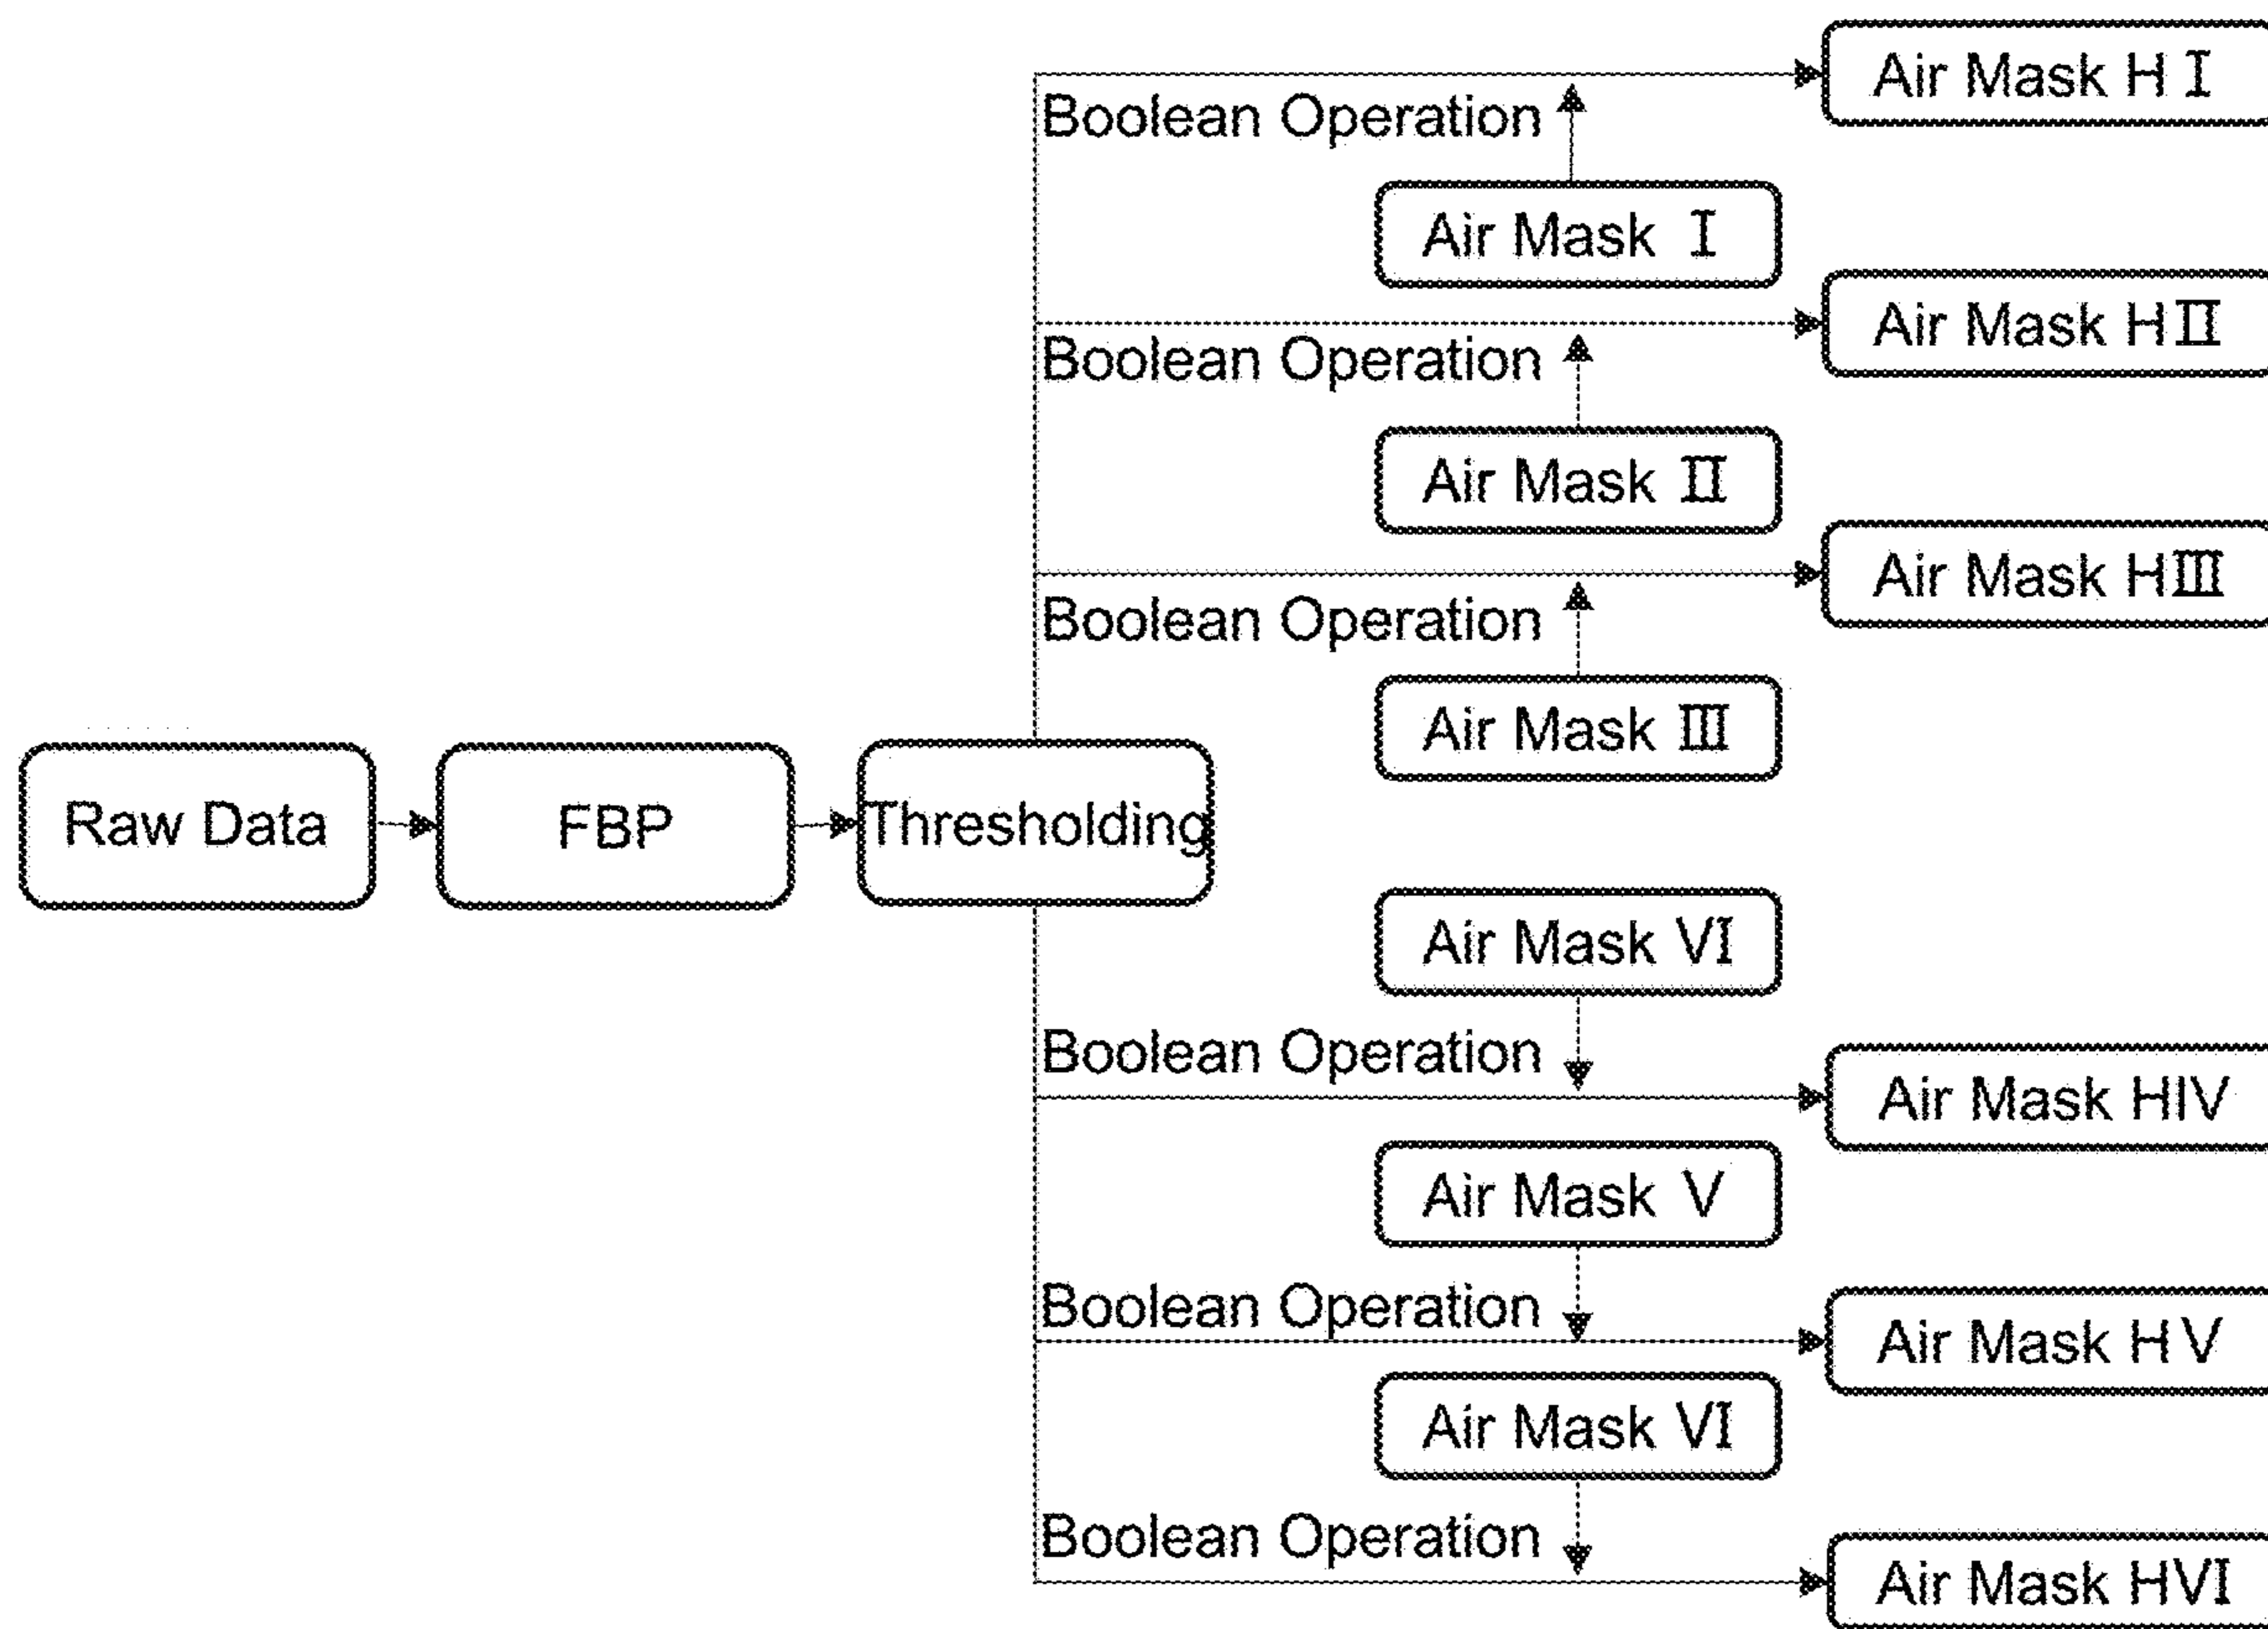 Air Mask H I
Boolean Operation
Air Mask I
Air Mask HII
Boolean Operation
Air Mask II
Air Mask HIII
Boolean Operation
Air Mask III
Raw Data
FBP
Thresholding
Air Mask VI
Boolean Operation
Air Mask HIV
Air Mask V
Boolean Operation
Air Mask H V
Air Mask VI
Boolean Operation
Air Mask HVI